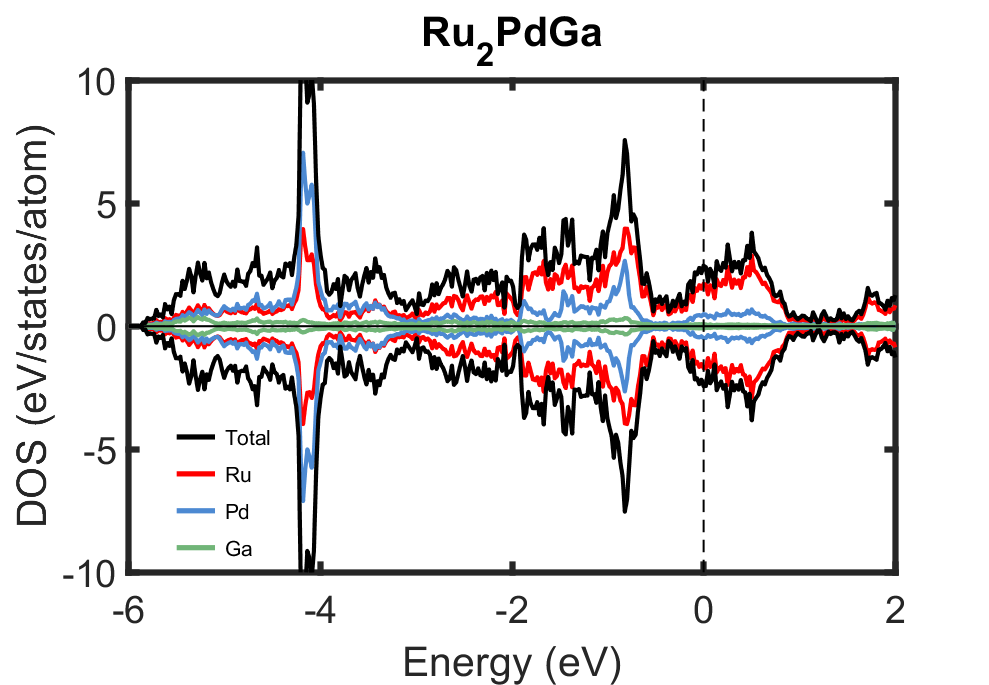 Ru₂PdGa
DOS (eV/states/atom)
10
5
0
-5
-10
Total
Ru
Pd
Ga
-6 -4 -2 0 2
Energy (eV)